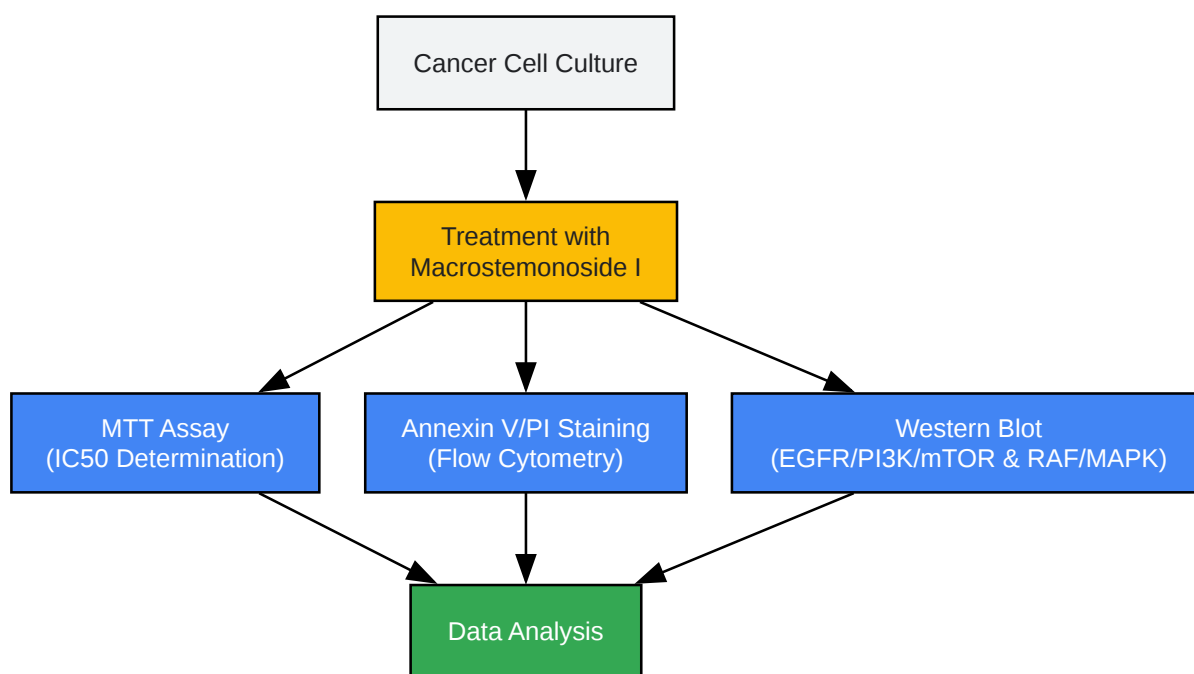 Cancer Cell Culture
Treatment with
Macrostemonoside I
MTT Assay
(IC50 Determination)
Annexin V/PI Staining
(Flow Cytometry)
Western Blot
(EGFR/PI3K/mTOR & RAF/MAPK)
Data Analysis